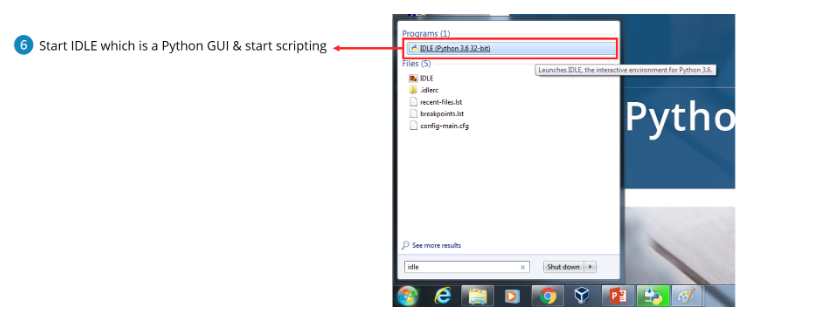 6 Start IDLE which is a Python GUI & start scripting
Programs (1)
IDLE (Python 3.6 32-bit)
Files (5)
Launches IDLE, the interactive environment for Python 3.6.
IDLE
.idlerc
recent-files.lst
breakpoints.lst
config-main.cfg
Pytho
See more results
idle
Shut down